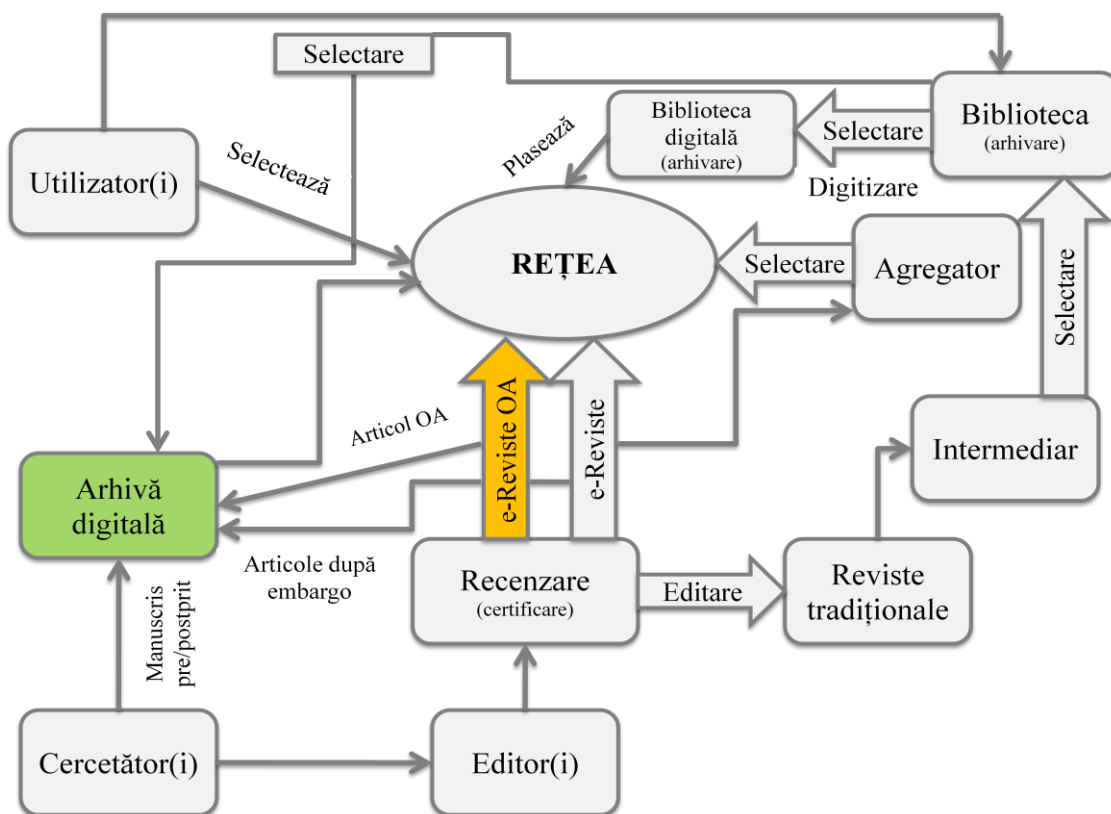 Selectare
Biblioteca
(arhivare)
Biblioteca
digitală
(arhivare)
Selectare
Plasează
Utilizator(i)
Selectează
Digitizare
REȚEA
Selectare
Agregator
Selectare
e-Reviste OA
e-Reviste
Articol OA
Intermediar
Arhivă
digitală
Articole după
embargo
Recenzare
(certificare)
Editare
Reviste
tradiționale
Manuscris
pre/postprit
Cercetător(i)
Editor(i)